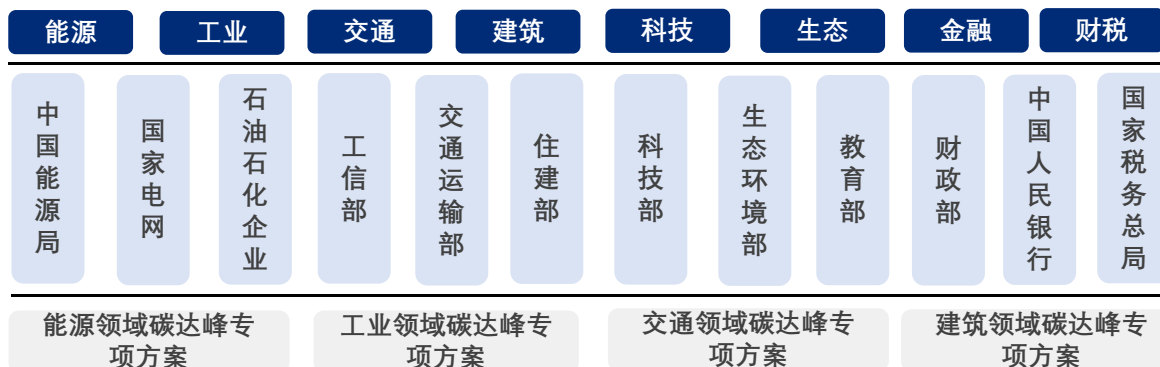 能源
工业
交通
建筑
科技
生态
金融
财税
中国能源局
国家电网
石油石化企业
工信部
交通运输部
住建部
科技部
生态环境部
教育部
财政部
中国人民银行
国家税务总局
能源领域碳达峰专
项方案
工业领域碳达峰专
项方案
交通领域碳达峰专
项方案
建筑领域碳达峰专
项方案